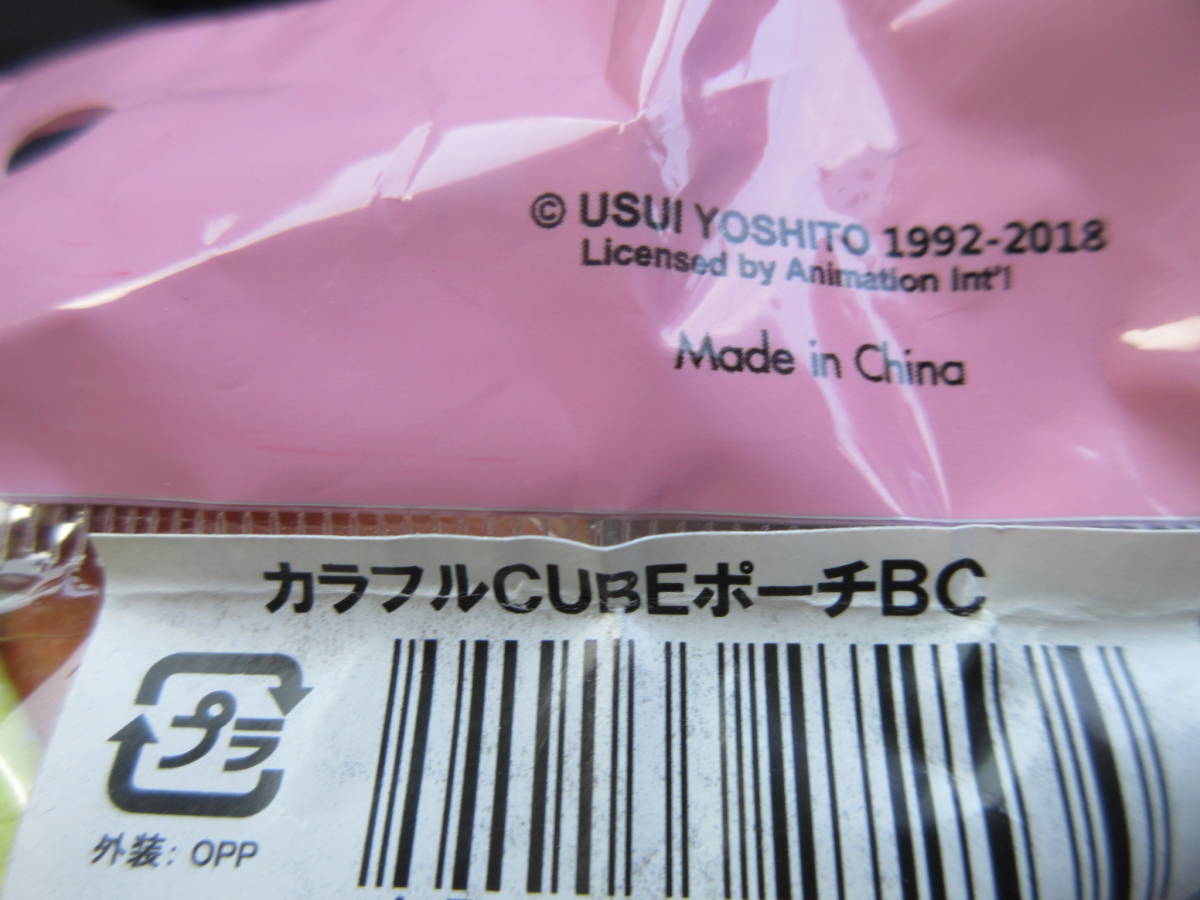 © USUI YOSHITO 1992-2018
Licensed by Animation Int'l
Made in China
カラフルCUBEポーチBC
プラ
外装: OPP